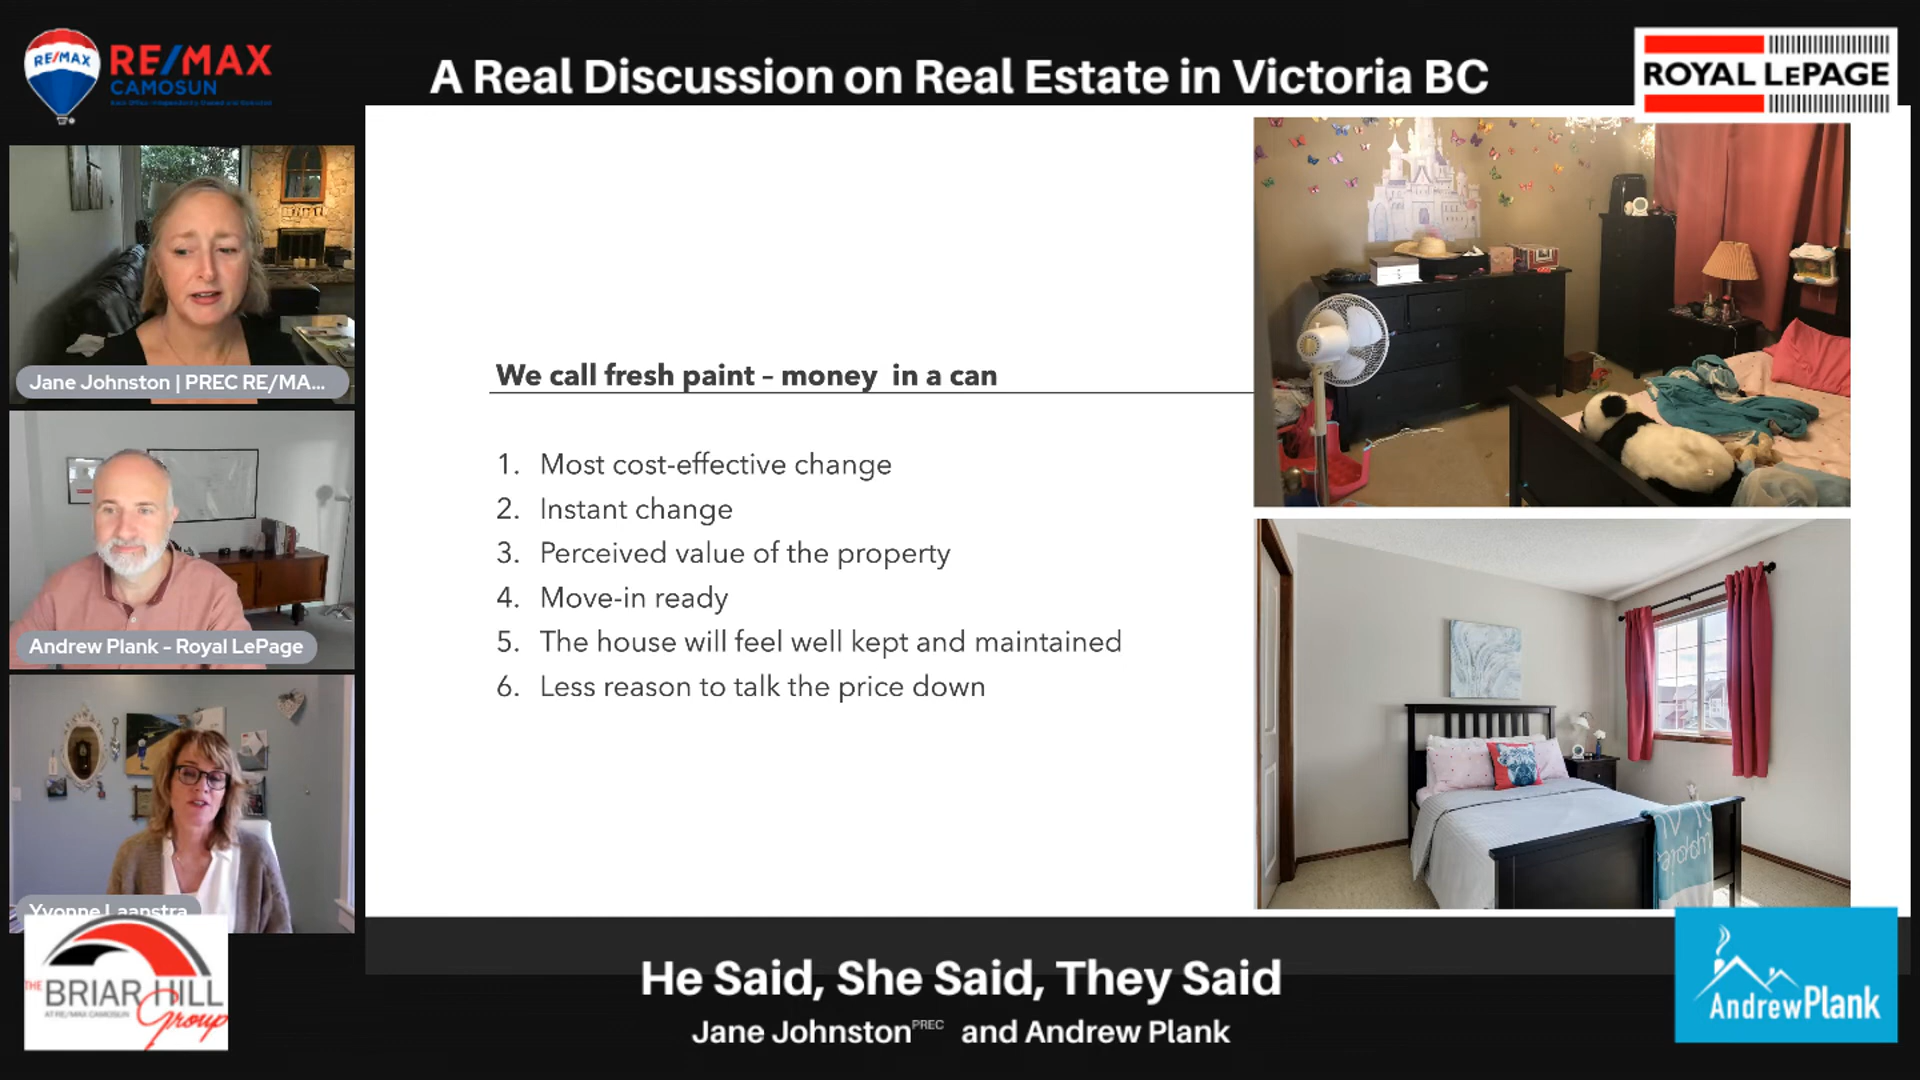 RE/MAX
RE/MAX
CAMOSUN
A Real Discussion on Real Estate in Victoria BC
ROYAL LEPAGE
Jane Johnston | PREC RE/MA...
Andrew Plank - Royal LePage
Yvonne Laanstra
We call fresh paint – money in a can
1. Most cost-effective change
2. Instant change
3. Perceived value of the property
4. Move-in ready
5. The house will feel well kept and maintained
6. Less reason to talk the price down
THE BRIAR HILL
AT RE/MAX CAMOSUN
Group
He Said, She Said, They Said
Jane Johnston PREC and Andrew Plank
AndrewPlank